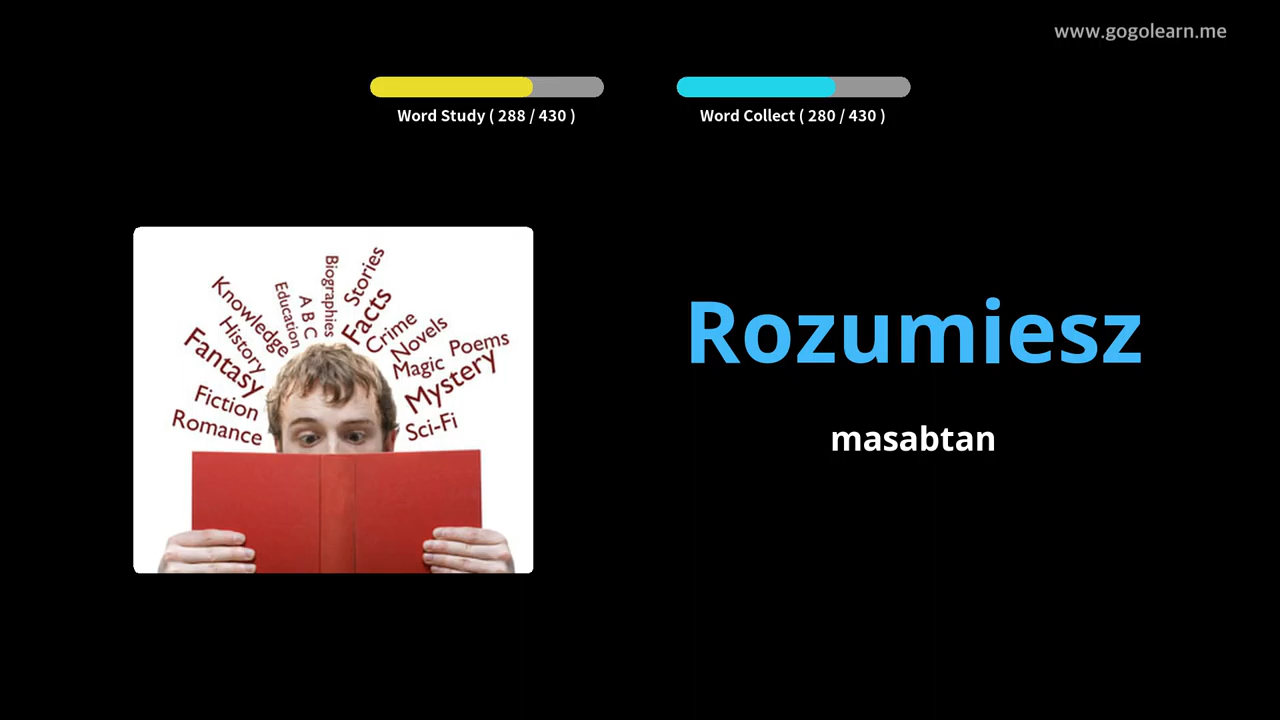 www.gogolearn.me
Word Study ( 288 / 430 )
Word Collect ( 280 / 430 )
Rozumiesz
masabtan
Stories
Biographies
Facts
Education
A B C
Knowledge
Crime
Novels
History
Poems
Magic
Fantasy
Mystery
Fiction
Sci-Fi
Romance